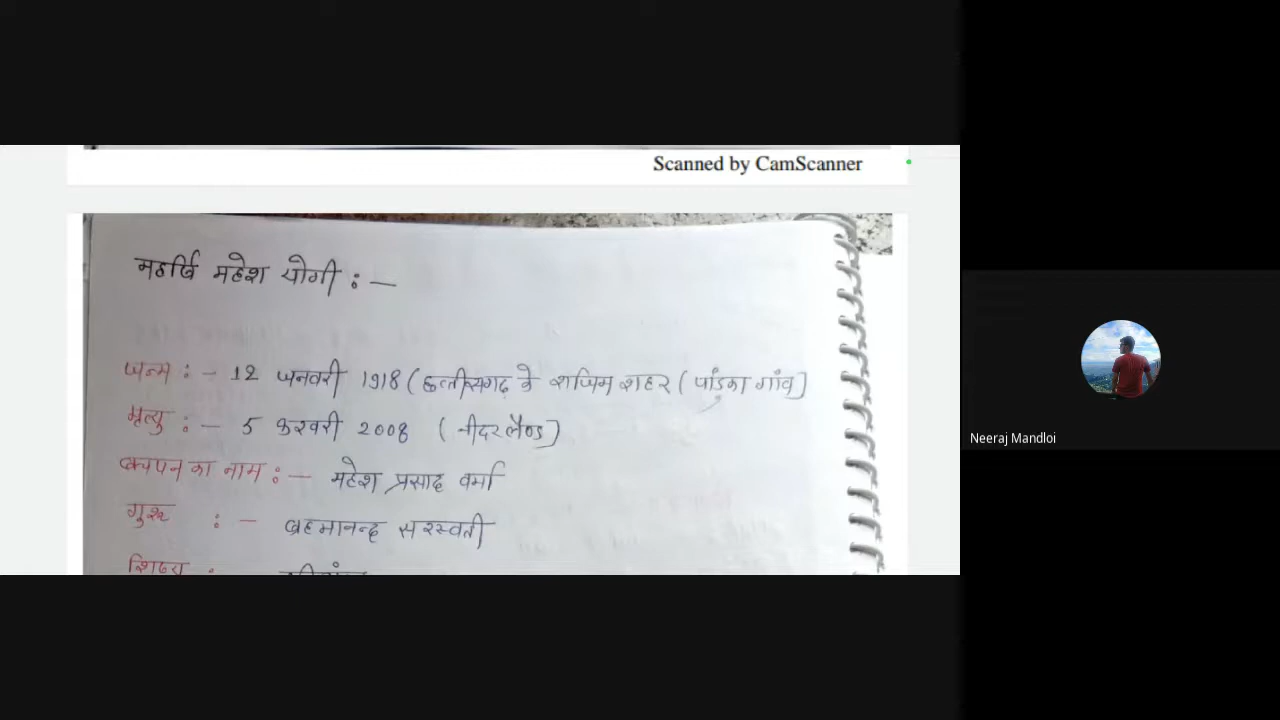 Scanned by CamScanner
महर्षि महेश योगी : —
जन्म : - 12 जनवरी 1918 ( छत्तीसगढ़ के राजिम शहर ( पांडुका गांव )
मृत्यु : — 5 फरवरी 2008 ( नीदरलैण्ड )
बचपन का नाम : — महेश प्रसाद वर्मा
गुरु : — ब्रहमानन्द सरस्वती
शिष्य :
Neeraj Mandloi